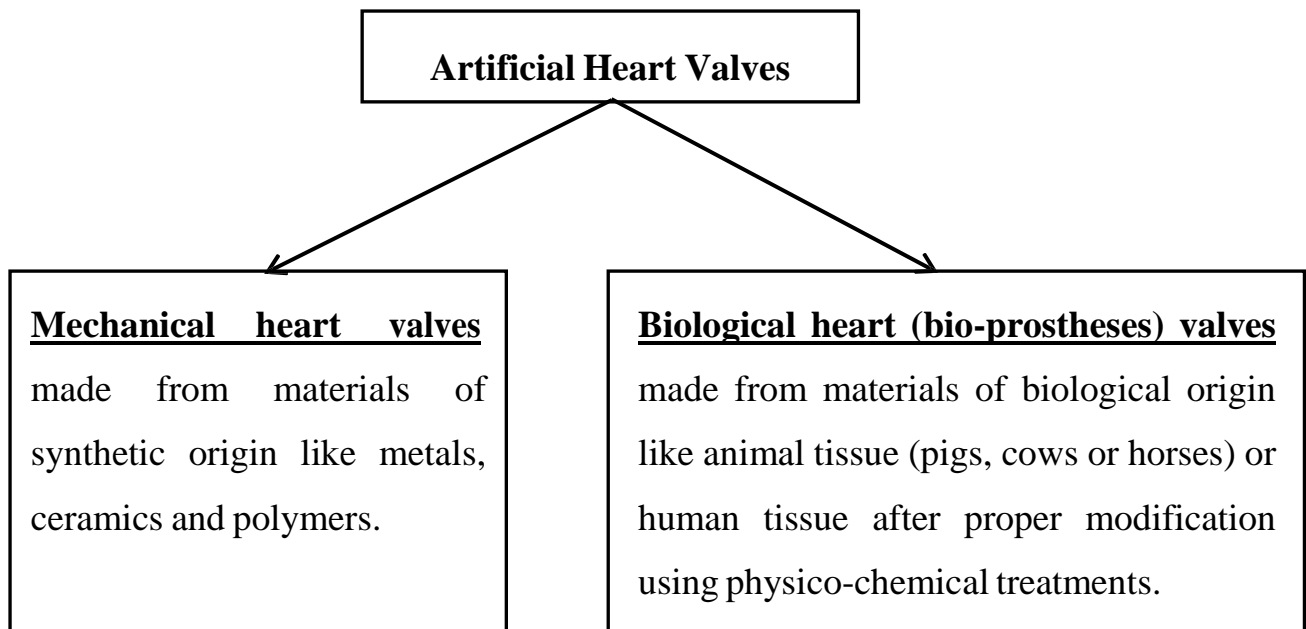 Artificial Heart Valves
Mechanical heart valves
made from materials of
synthetic origin like metals,
ceramics and polymers.
Biological heart (bio-prostheses) valves
made from materials of biological origin
like animal tissue (pigs, cows or horses) or
human tissue after proper modification
using physico-chemical treatments.